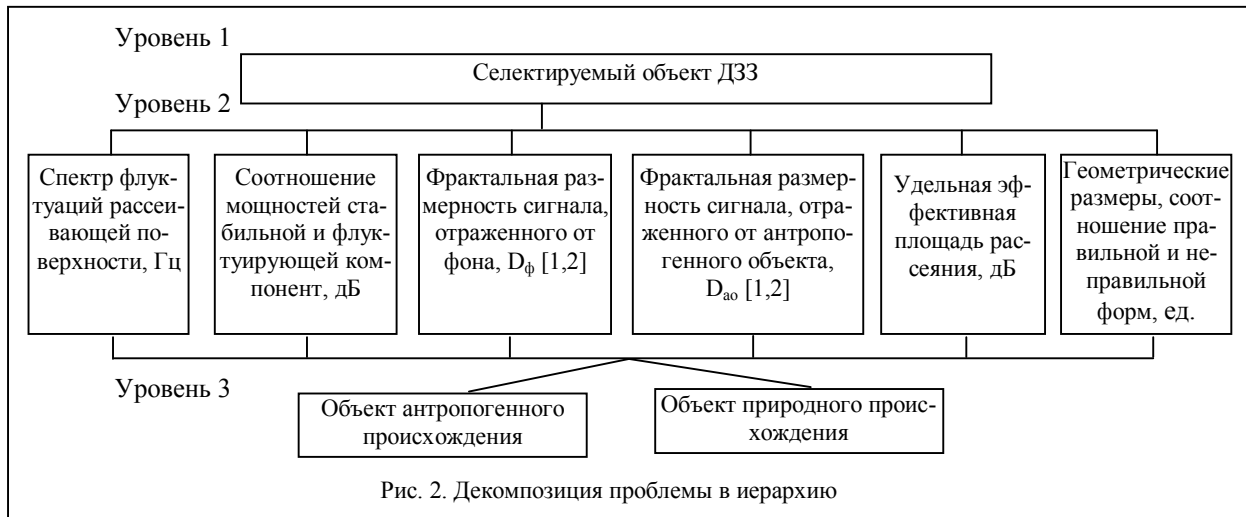 Уровень 1
Селектируемый объект ДЗЗ
Уровень 2
Спектр флук-
туаций рассеи-
вающей по-
верхности, Гц
Соотношение
мощностей ста-
бильной и флук-
туирующей ком-
понент, дБ
Фрактальная раз-
мерность сигнала,
отраженного от
фона, Dф [1,2]
Фрактальная размер-
ность сигнала, отра-
женного от антропо-
генного объекта,
Dао [1,2]
Удельная эф-
фективная
площадь рас-
сеяния, дБ
Геометрические
размеры, соот-
ношение пра-
вильной и не-
правильной
форм, ед.
Уровень 3
Объект антропогенного
происхождения
Объект природного проис-
хождения
Рис. 2. Декомпозиция проблемы в иерархию